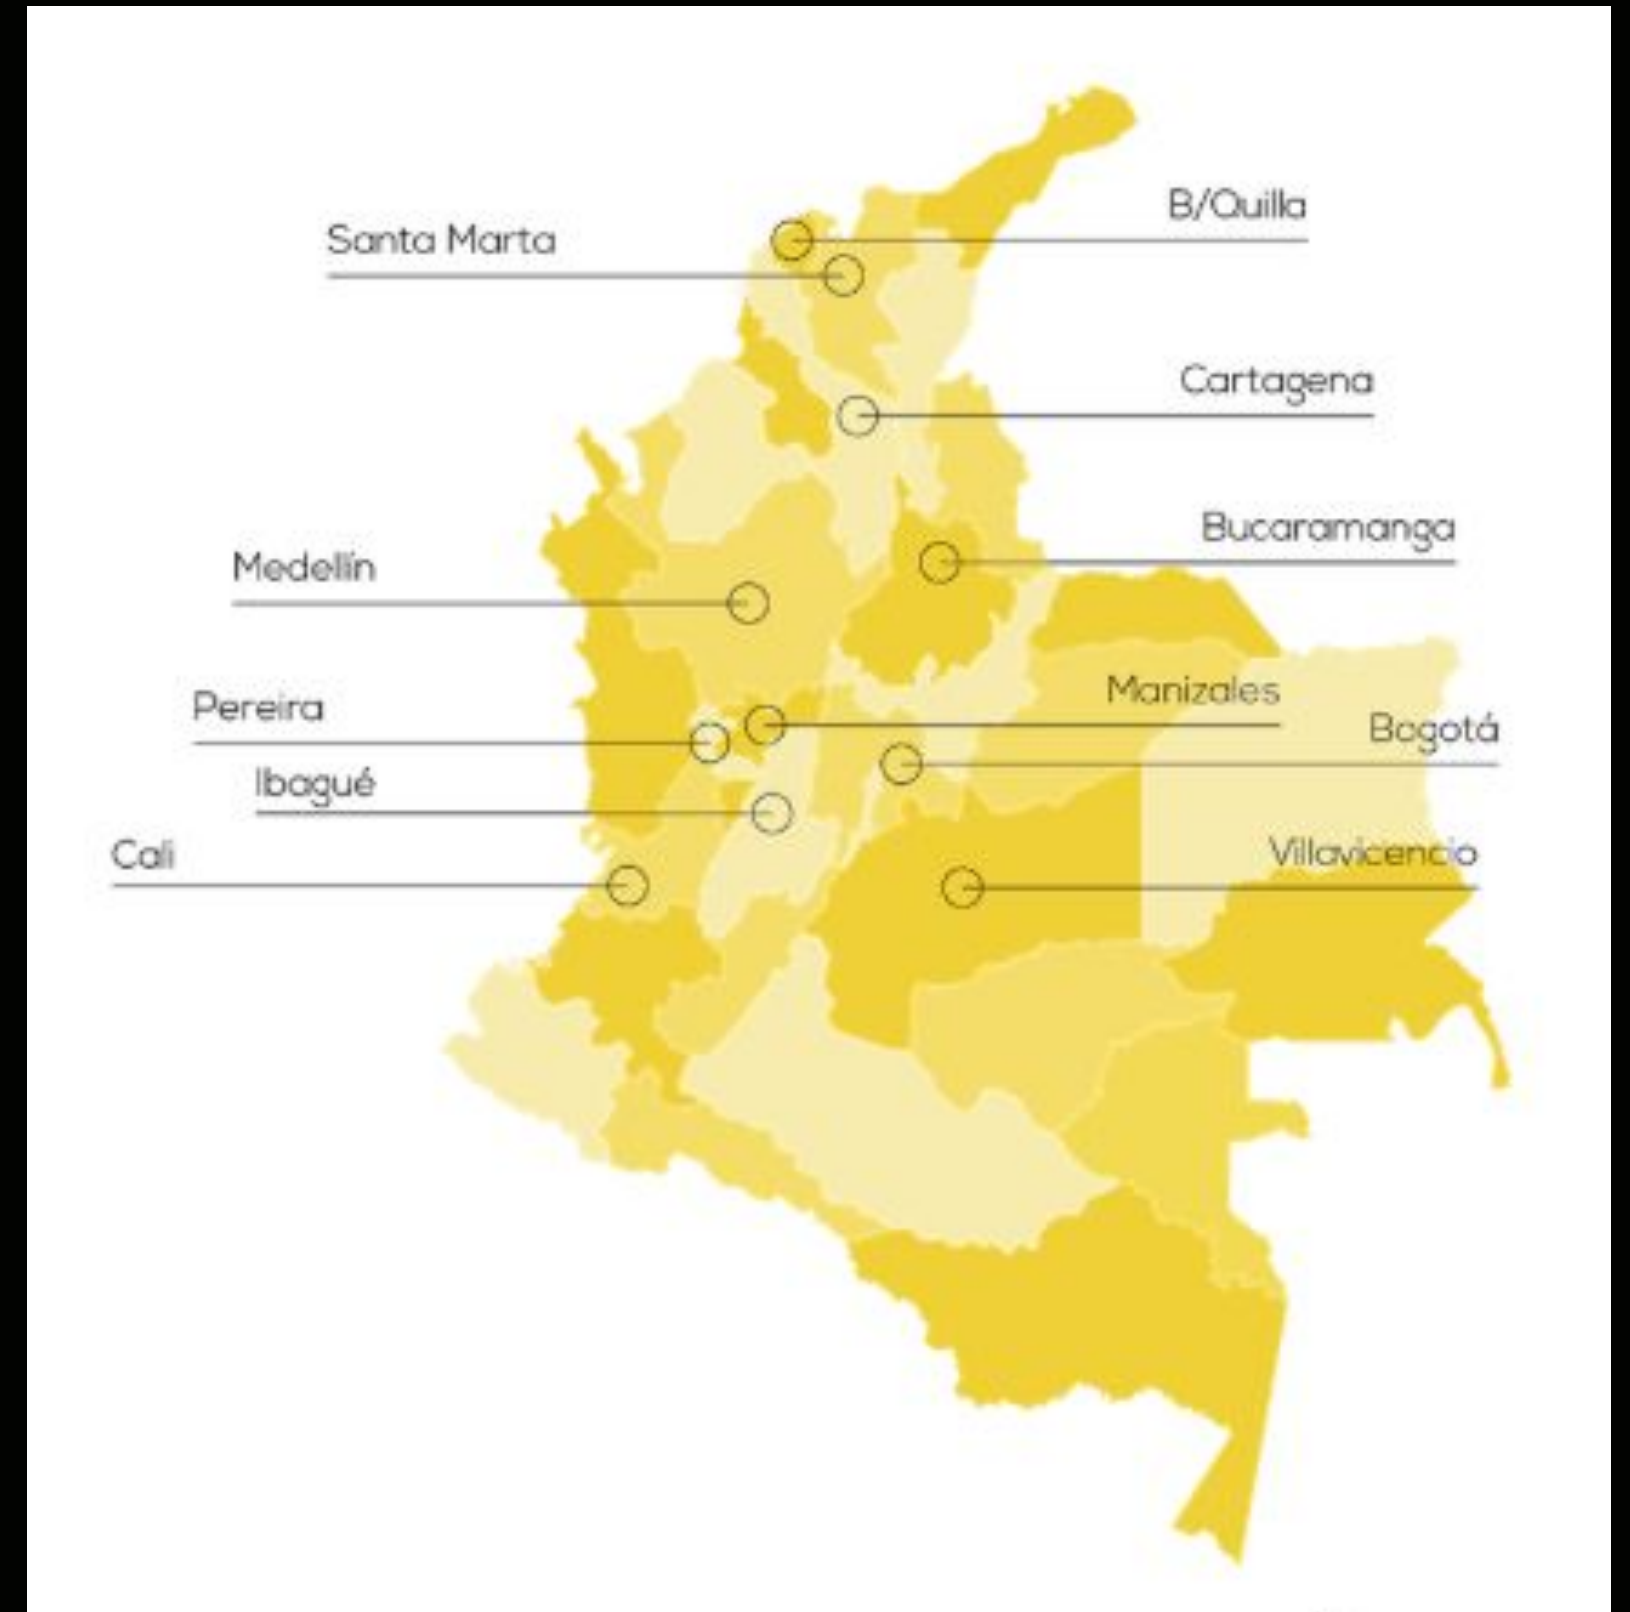 B/Quilla
Santa Marta
Cartagena
Bucaramanga
Medellín
Manizales
Pereira
Bogotá
Ibagué
Villavicencio
Cali